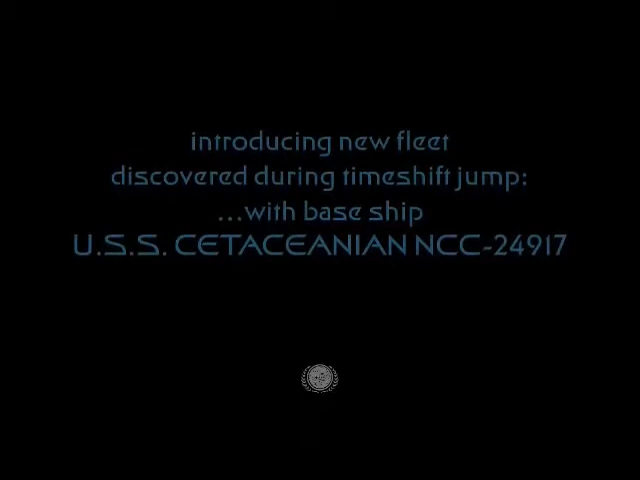 introducing new fleet
discovered during timeshift jump:
...with base ship
U.S.S. CETACEANIAN NCC-24917